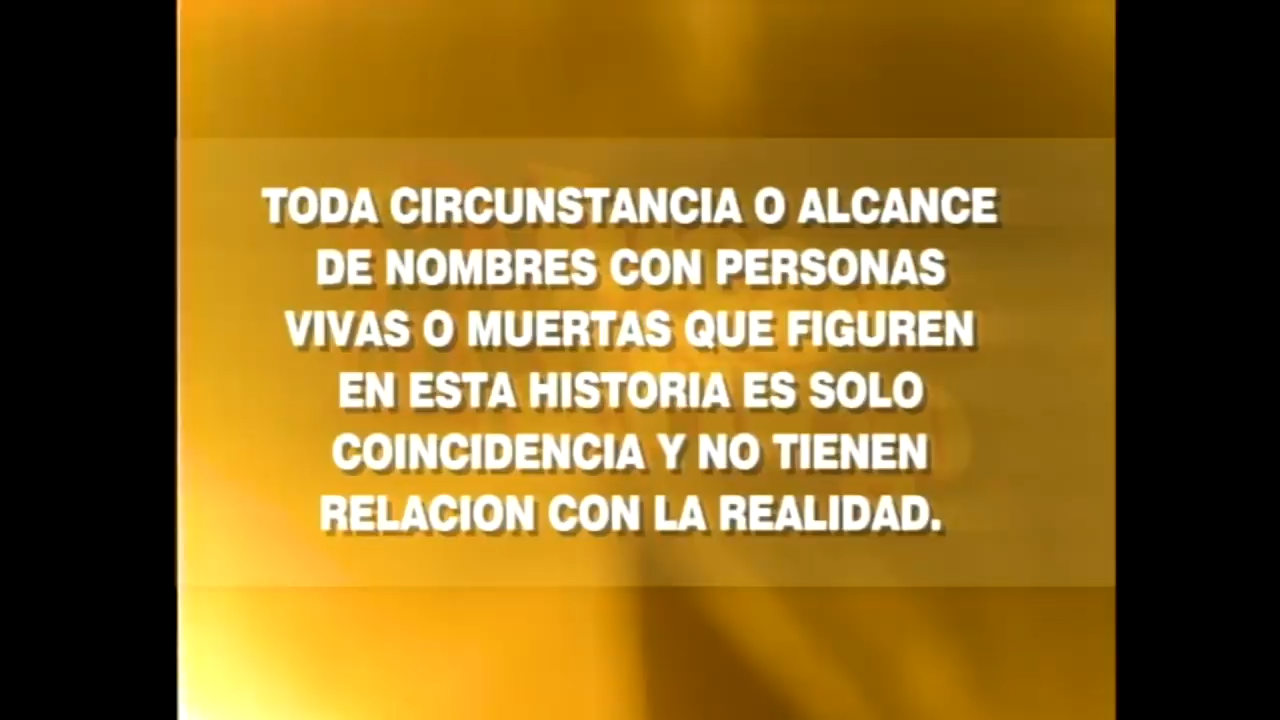 TODA CIRCUNSTANCIA O ALCANCE
DE NOMBRES CON PERSONAS
VIVAS O MUERTAS QUE FIGUREN
EN ESTA HISTORIA ES SOLO
COINCIDENCIA Y NO TIENEN
RELACION CON LA REALIDAD.